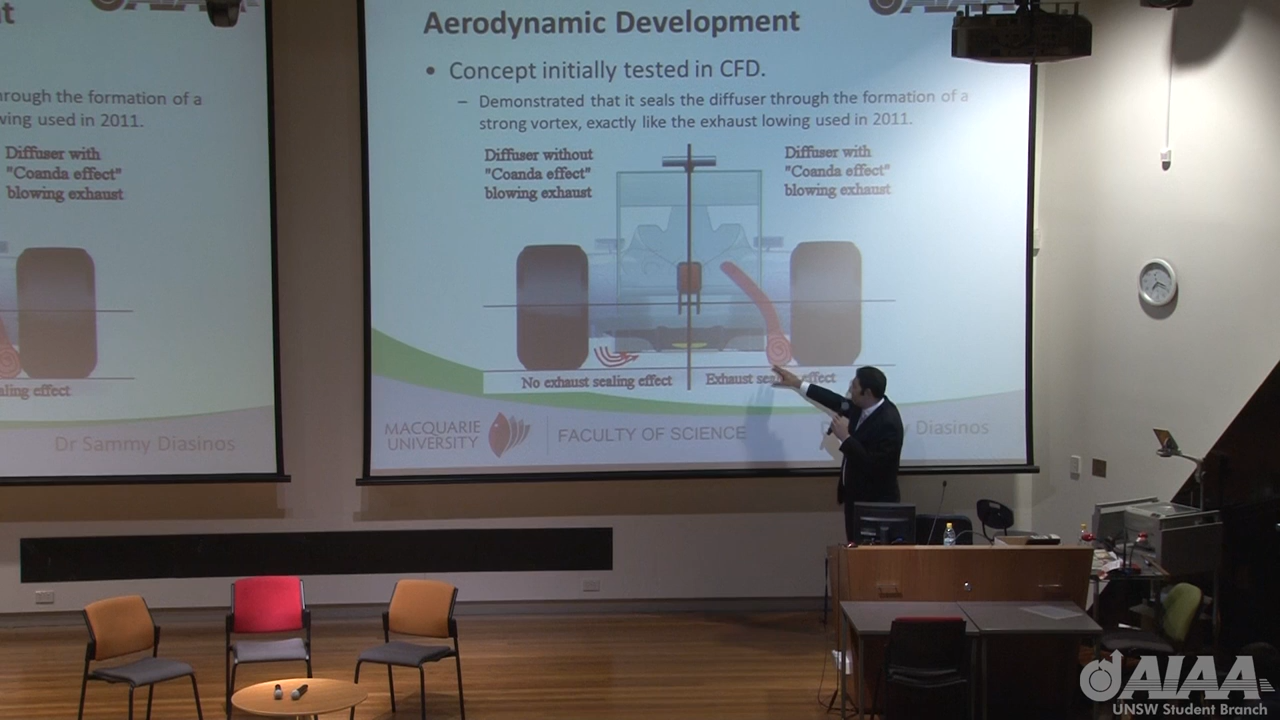 t
AIAA
hrough the formation of a
wing used in 2011.
Diffuser with
"Coanda effect"
blowing exhaust
aling effect
Dr Sammy Diasinos
AIAA
Aerodynamic Development
• Concept initially tested in CFD.
– Demonstrated that it seals the diffuser through the formation of a
strong vortex, exactly like the exhaust lowing used in 2011.
Diffuser without
"Coanda effect"
blowing exhaust
Diffuser with
"Coanda effect"
blowing exhaust
No exhaust sealing effect
Exhaust sea effect
MACQUARIE
UNIVERSITY
FACULTY OF SCIENCE
D y Diasinos
AIAA
UNSW Student Branch